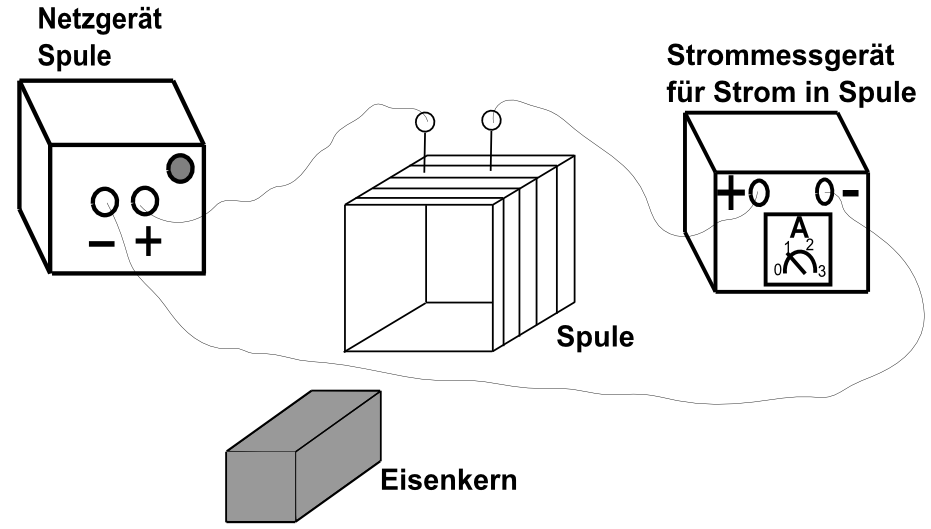 Netzgerät
Spule
Strommessgerät
für Strom in Spule
− +
+ -
A
1 2
0 3
Spule
Eisenkern